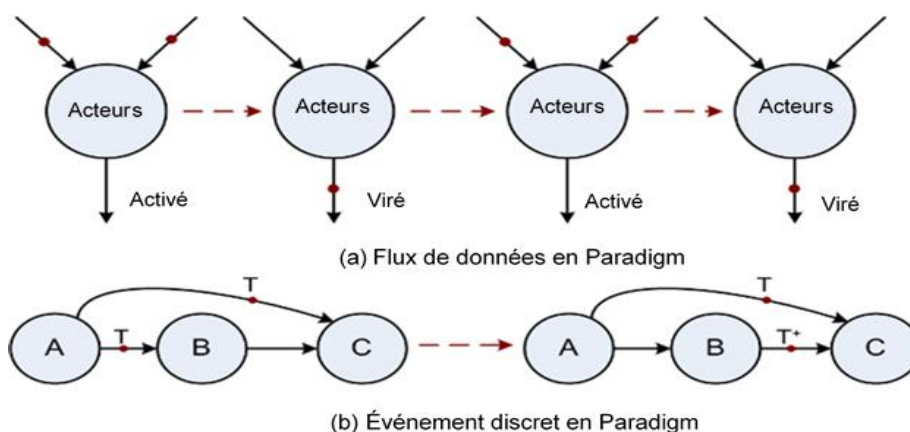 Acteurs Acteurs Acteurs Acteurs
Activé Viré Activé Viré
(a) Flux de données en Paradigm
T T
A T B C A B T⁺ C
(b) Événement discret en Paradigm